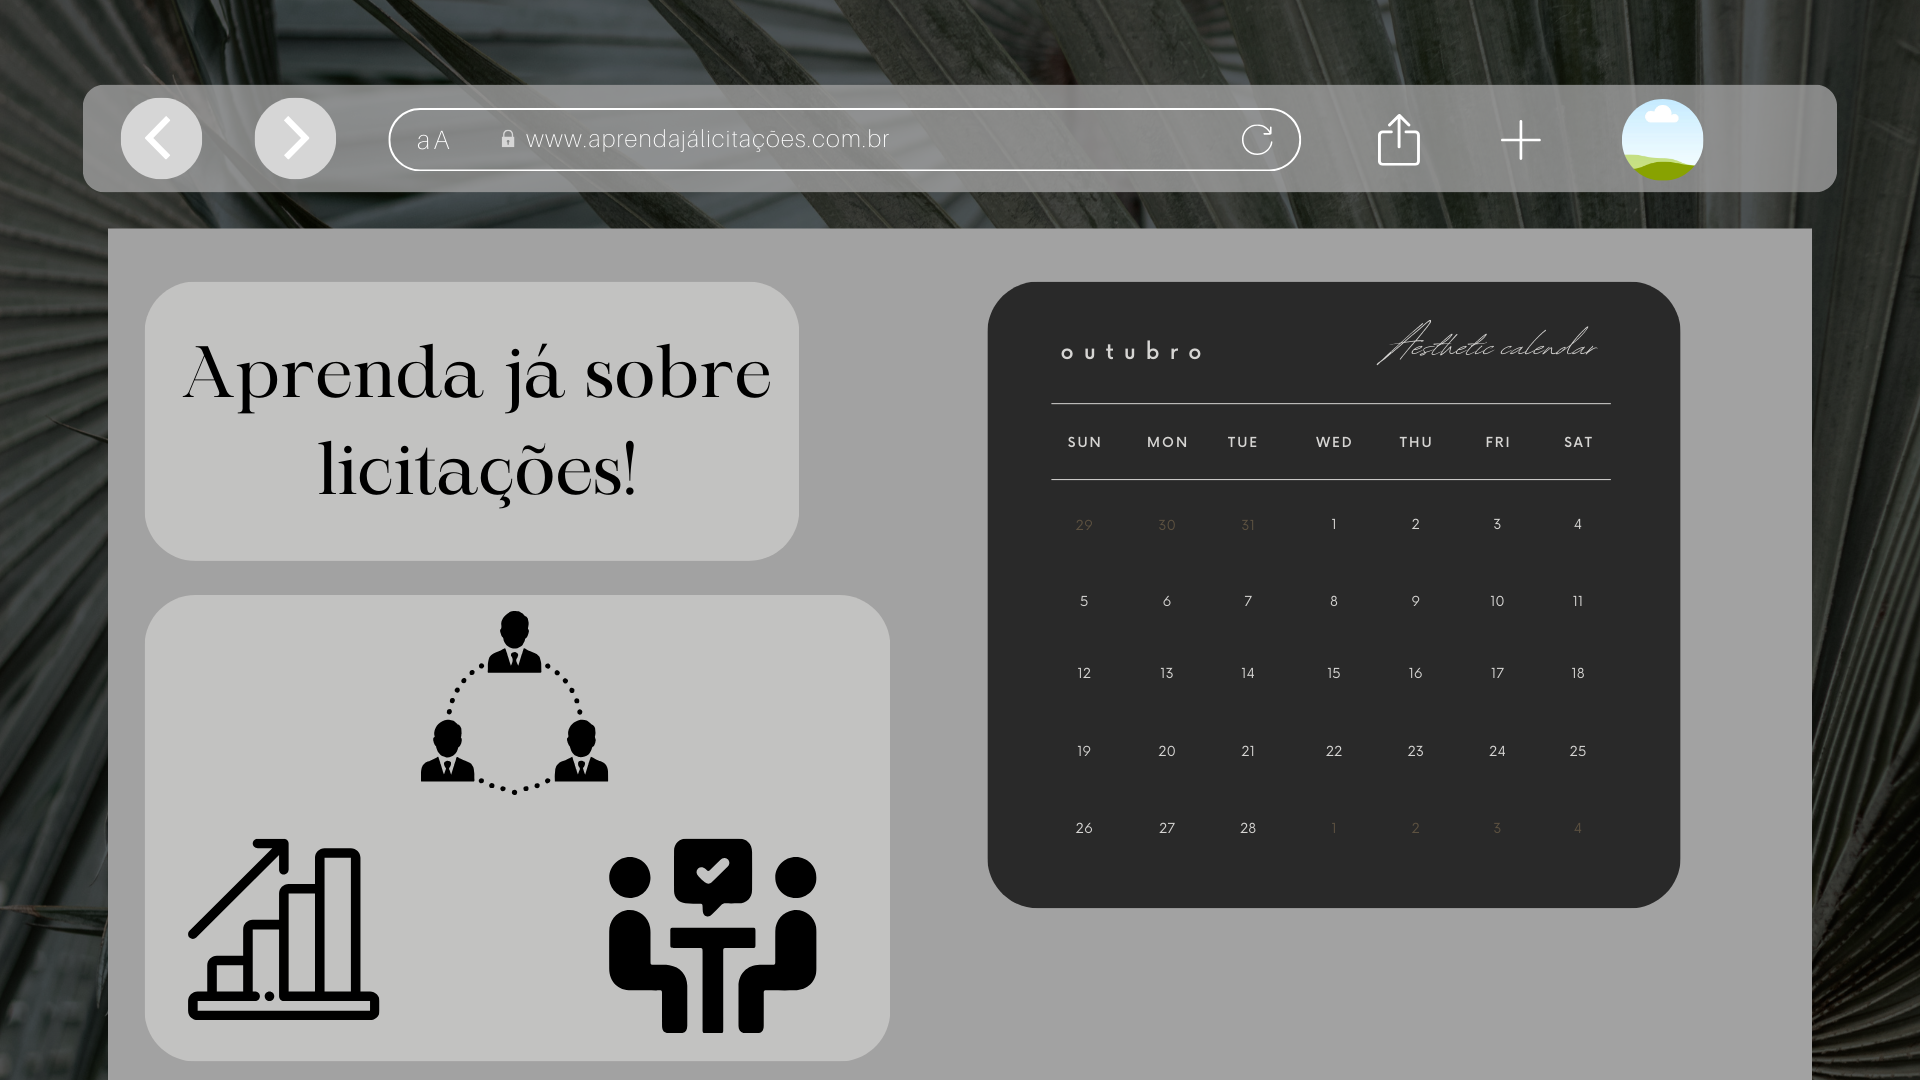 aA www.aprendajálicitações.com.br
Aprenda já sobre
licitações!
outubro Aesthetic calendar
SUN MON TUE WED THU FRI SAT
29 30 31 1 2 3 4
5 6 7 8 9 10 11
12 13 14 15 16 17 18
19 20 21 22 23 24 25
26 27 28 1 2 3 4